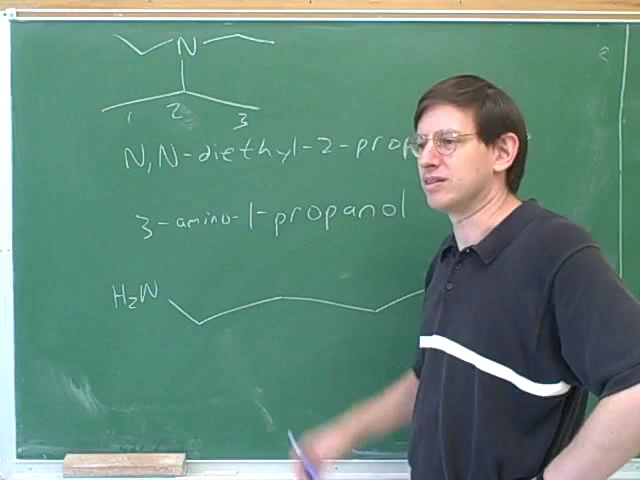 N
1 2 3
N,N-diethyl-2-prop
3-amino-1-propanol
H₂N